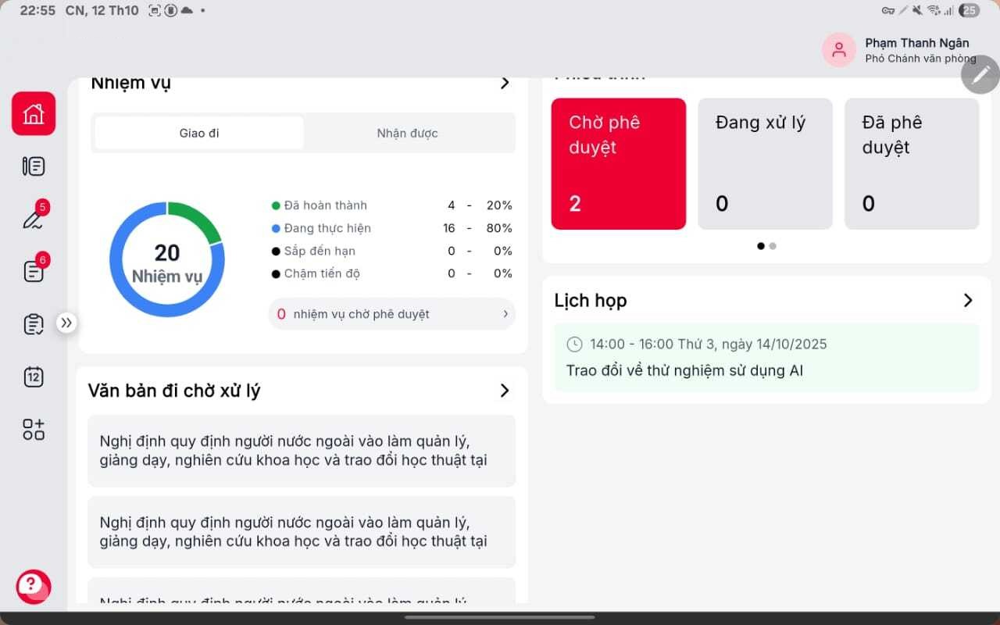 22:55 CN, 12 Th10
25
Phạm Thanh Ngân
Phó Chánh văn phòng
Nhiệm vụ
Giao đi
Nhận được
20
Nhiệm vụ
Đã hoàn thành 4 - 20%
Đang thực hiện 16 - 80%
Sắp đến hạn 0 - 0%
Chậm tiến độ 0 - 0%
0 nhiệm vụ chờ phê duyệt
Văn bản đi chờ xử lý
Nghị định quy định người nước ngoài vào làm quản lý,
giảng dạy, nghiên cứu khoa học và trao đổi học thuật tại
Nghị định quy định người nước ngoài vào làm quản lý,
giảng dạy, nghiên cứu khoa học và trao đổi học thuật tại
Nghị định quy định người nước ngoài vào làm quản lý,
Phiếu trình
Chờ phê
duyệt
2
Đang xử lý
0
Đã phê
duyệt
0
Lịch họp
14:00 - 16:00 Thứ 3, ngày 14/10/2025
Trao đổi về thử nghiệm sử dụng AI
5
6
12
?